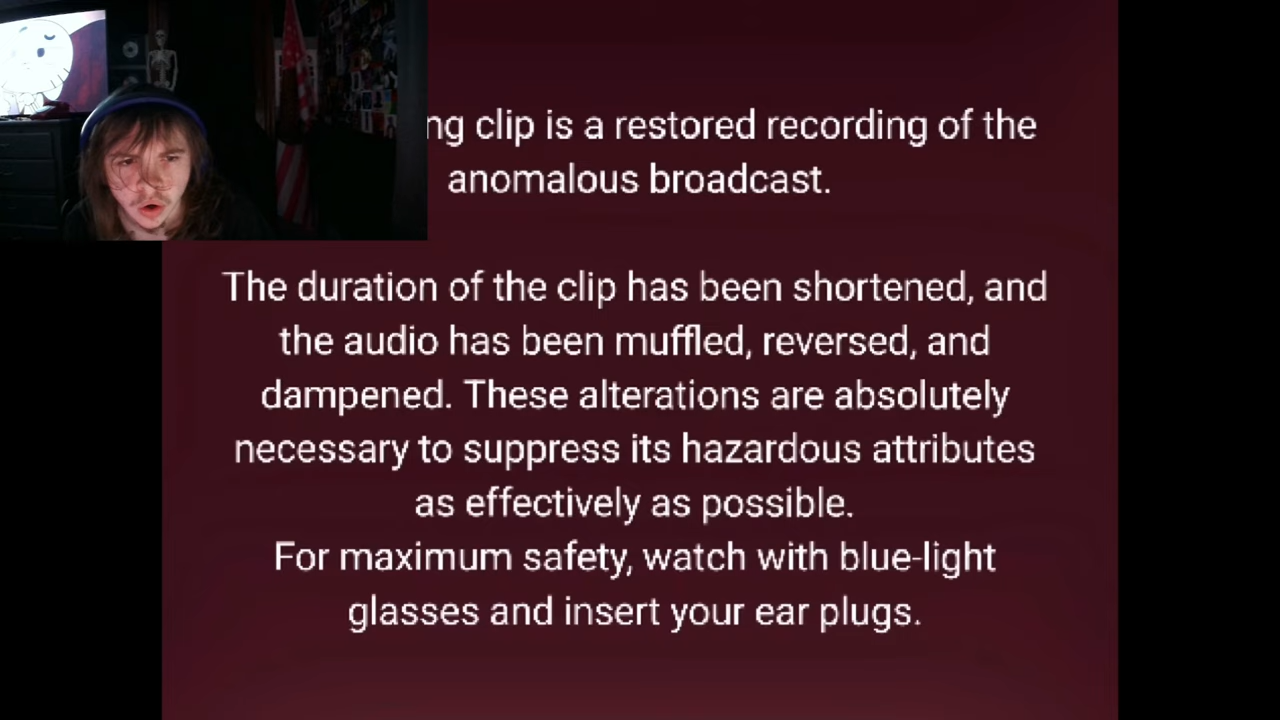 clip is a restored recording of the
anomalous broadcast.
The duration of the clip has been shortened, and
the audio has been muffled, reversed, and
dampened. These alterations are absolutely
necessary to suppress its hazardous attributes
as effectively as possible.
For maximum safety, watch with blue-light
glasses and insert your ear plugs.